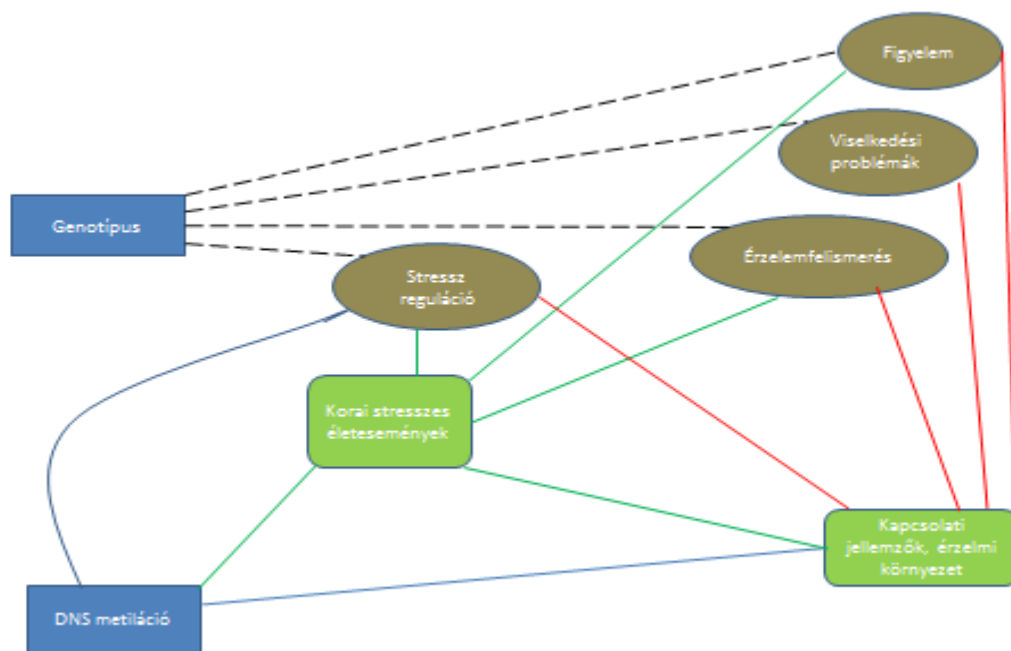 Figyelem
Viselkedési
problémák
Genotípus
Érzelemfelismerés
Stressz
reguláció
Korai stresszes
életesemények
Kapcsolati
jellemzők, érzelmi
környezet
DNS metiláció